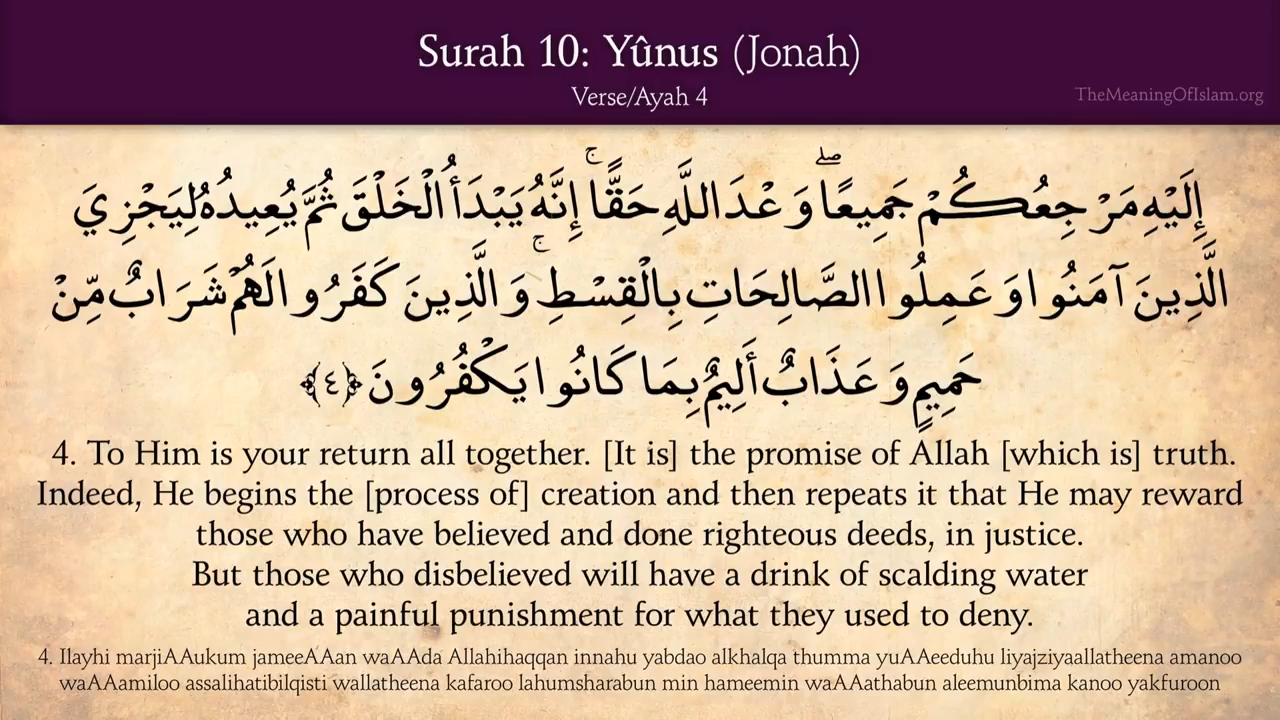 Surah 10: Yûnus (Jonah)
Verse/Ayah 4
TheMeaningOfIslam.org
إِلَيْهِ مَرْجِعُكُمْ جَمِيعًا ۖ وَعْدَ اللَّهِ حَقًّا ۚ إِنَّهُ يَبْدَأُ الْخَلْقَ ثُمَّ يُعِيدُهُ لِيَجْزِيَ
الَّذِينَ آمَنُوا وَعَمِلُوا الصَّالِحَاتِ بِالْقِسْطِ ۚ وَالَّذِينَ كَفَرُوا لَهُمْ شَرَابٌ مِّنْ
حَمِيمٍ وَعَذَابٌ أَلِيمٌ بِمَا كَانُوا يَكْفُرُونَ ﴿٤﴾
4. To Him is your return all together. [It is] the promise of Allah [which is] truth.
Indeed, He begins the [process of] creation and then repeats it that He may reward
those who have believed and done righteous deeds, in justice.
But those who disbelieved will have a drink of scalding water
and a painful punishment for what they used to deny.
4. Ilayhi marjiAAukum jameeAAan waAAda Allahihaqqan innahu yabdao alkhalqa thumma yuAAeeduhu liyajziyaallatheena amanoo
waAAamiloo assalihatibilqisti wallatheena kafaroo lahumsharabun min hameemin waAAathabun aleemunbima kanoo yakfuroon